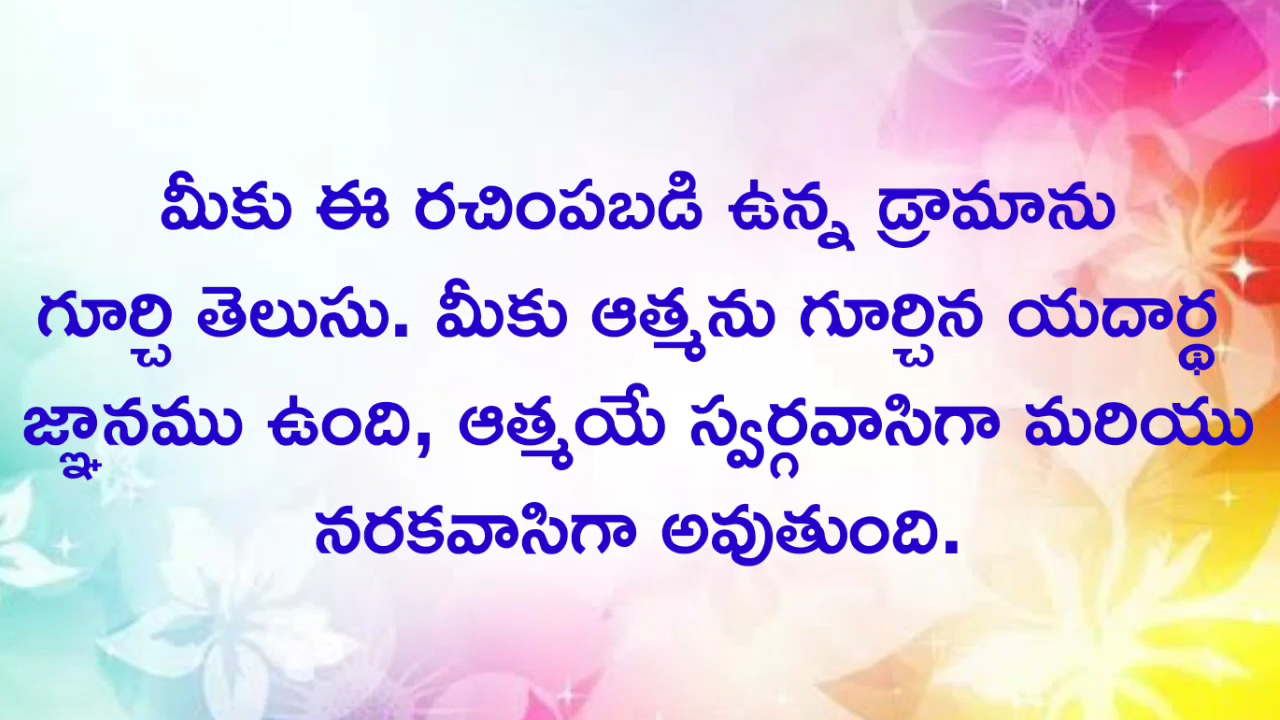 మీకు ఈ రచింపబడి ఉన్న డ్రామాను
గూర్చి తెలుసు. మీకు ఆత్మను గూర్చిన యదార్థ
జ్ఞానము ఉంది, ఆత్మయే స్వర్గవాసిగా మరియు
నరకవాసిగా అవుతుంది.